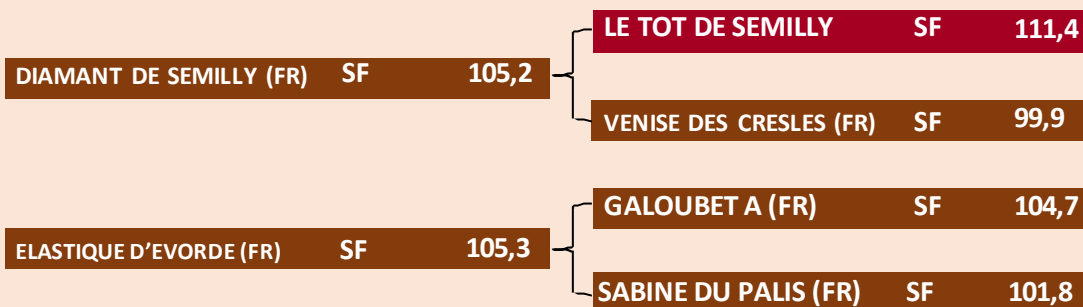 LE TOT DE SEMILLY SF 111,4
DIAMANT DE SEMILLY (FR) SF 105,2
VENISE DES CRESLES (FR) SF 99,9
GALOUBET A (FR) SF 104,7
ELASTIQUE D’EVORDE (FR) SF 105,3
SABINE DU PALIS (FR) SF 101,8